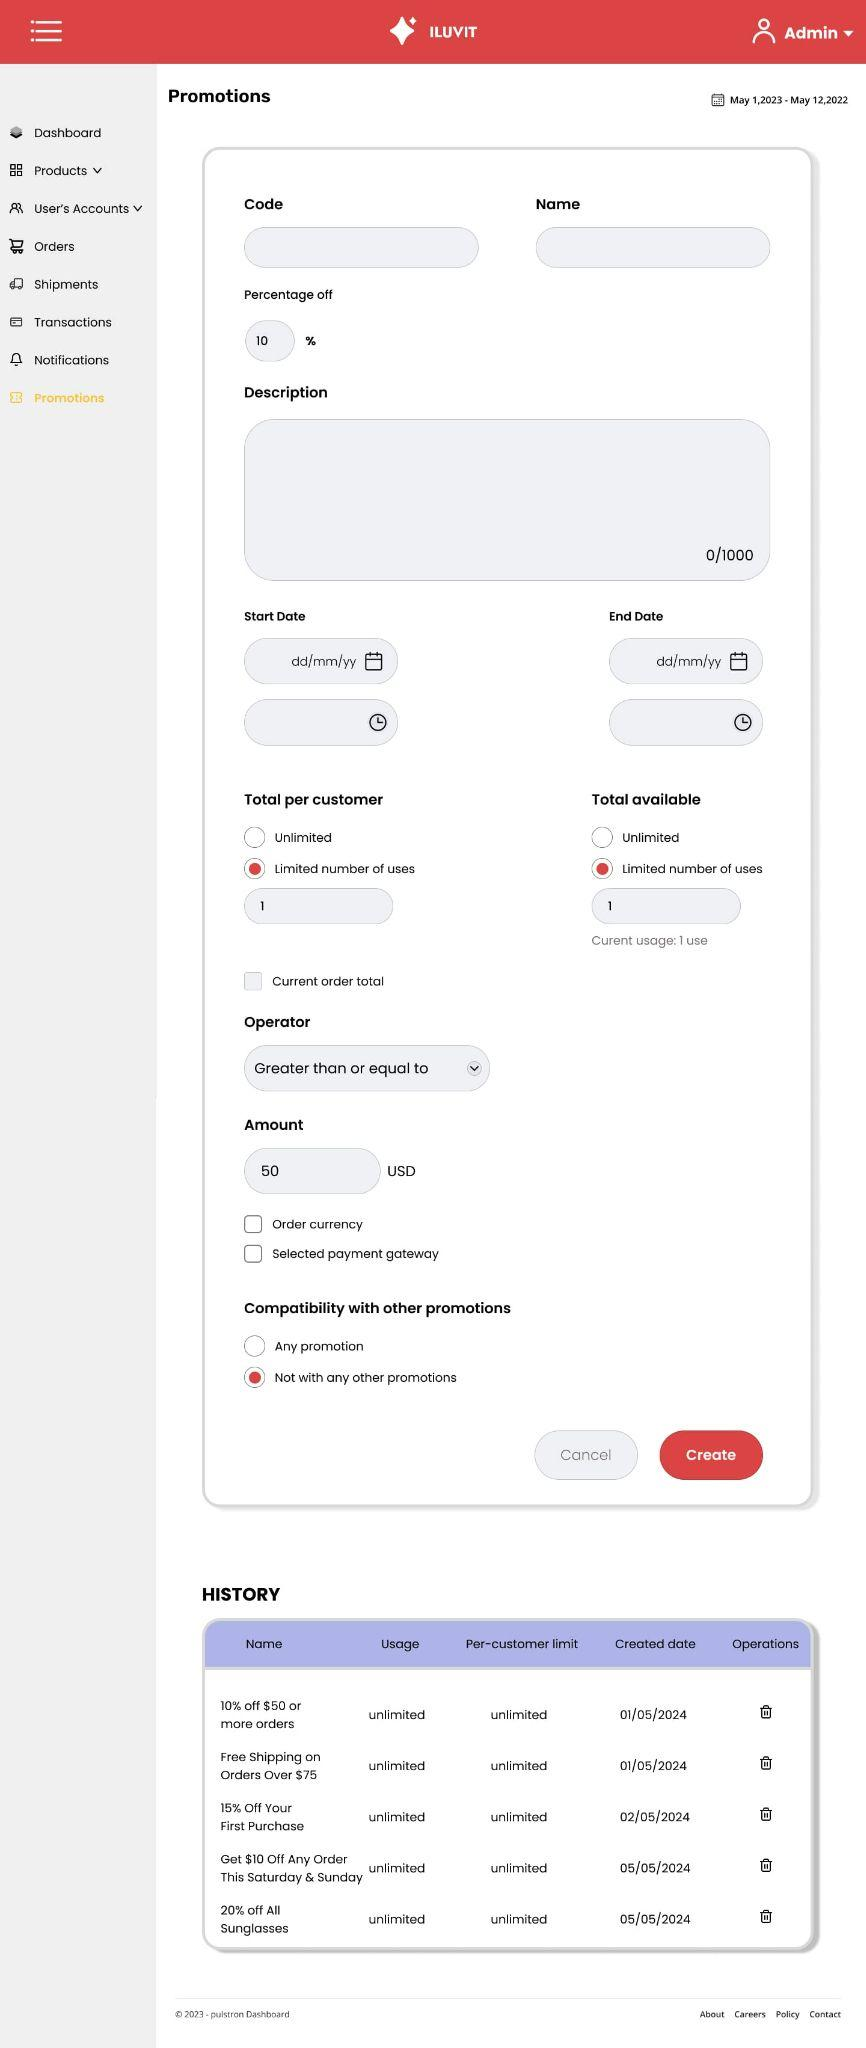 ILUVIT
Admin
Promotions
May 1,2023 - May 12,2022
Dashboard
Products
User's Accounts
Orders
Shipments
Transactions
Notifications
Promotions
Code Name
Percentage off
10 %
Description
0/1000
Start Date End Date
dd/mm/yy dd/mm/yy
Total per customer Total available
Unlimited Unlimited
Limited number of uses Limited number of uses
1 1
Curent usage: 1 use
Current order total
Operator
Greater than or equal to
Amount
50 USD
Order currency
Selected payment gateway
Compatibility with other promotions
Any promotion
Not with any other promotions
Cancel Create
HISTORY
Name Usage Per-customer limit Created date Operations
10% off $50 or
more orders unlimited unlimited 01/05/2024
Free Shipping on
Orders Over $75 unlimited unlimited 01/05/2024
15% Off Your
First Purchase unlimited unlimited 02/05/2024
Get $10 Off Any Order
This Saturday & Sunday unlimited unlimited 05/05/2024
20% off All
Sunglasses unlimited unlimited 05/05/2024
© 2023 - pulstron Dashboard
About Careers Policy Contact